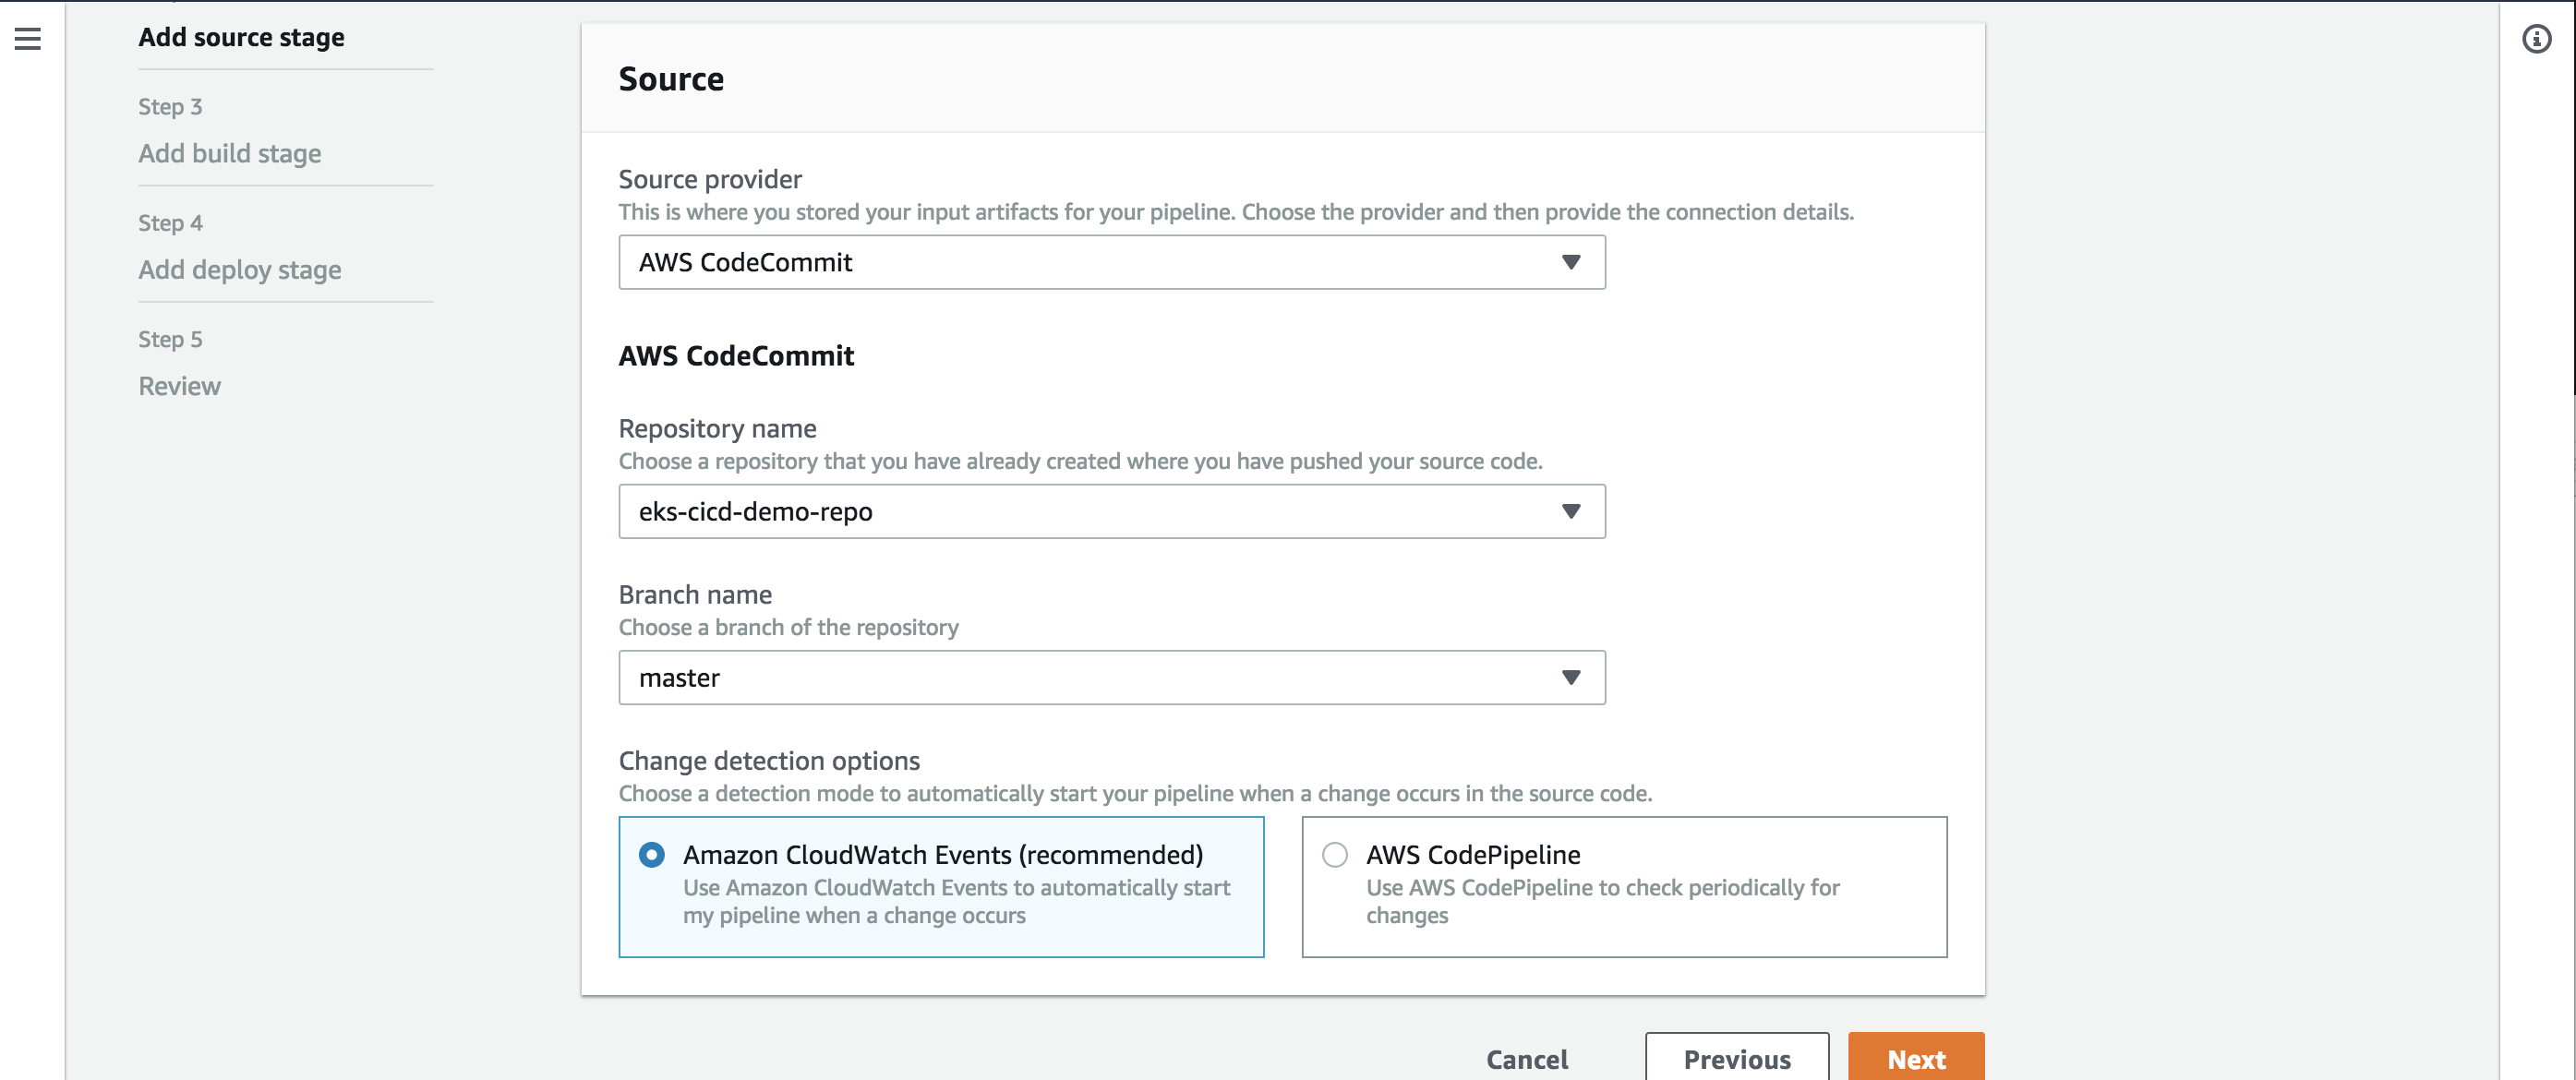 Add source stage
Step 3
Add build stage
Step 4
Add deploy stage
Step 5
Review
Source
Source provider
This is where you stored your input artifacts for your pipeline. Choose the provider and then provide the connection details.
AWS CodeCommit
AWS CodeCommit
Repository name
Choose a repository that you have already created where you have pushed your source code.
eks-cicd-demo-repo
Branch name
Choose a branch of the repository
master
Change detection options
Choose a detection mode to automatically start your pipeline when a change occurs in the source code.
Amazon CloudWatch Events (recommended)
Use Amazon CloudWatch Events to automatically start
my pipeline when a change occurs
AWS CodePipeline
Use AWS CodePipeline to check periodically for
changes
Cancel
Previous
Next